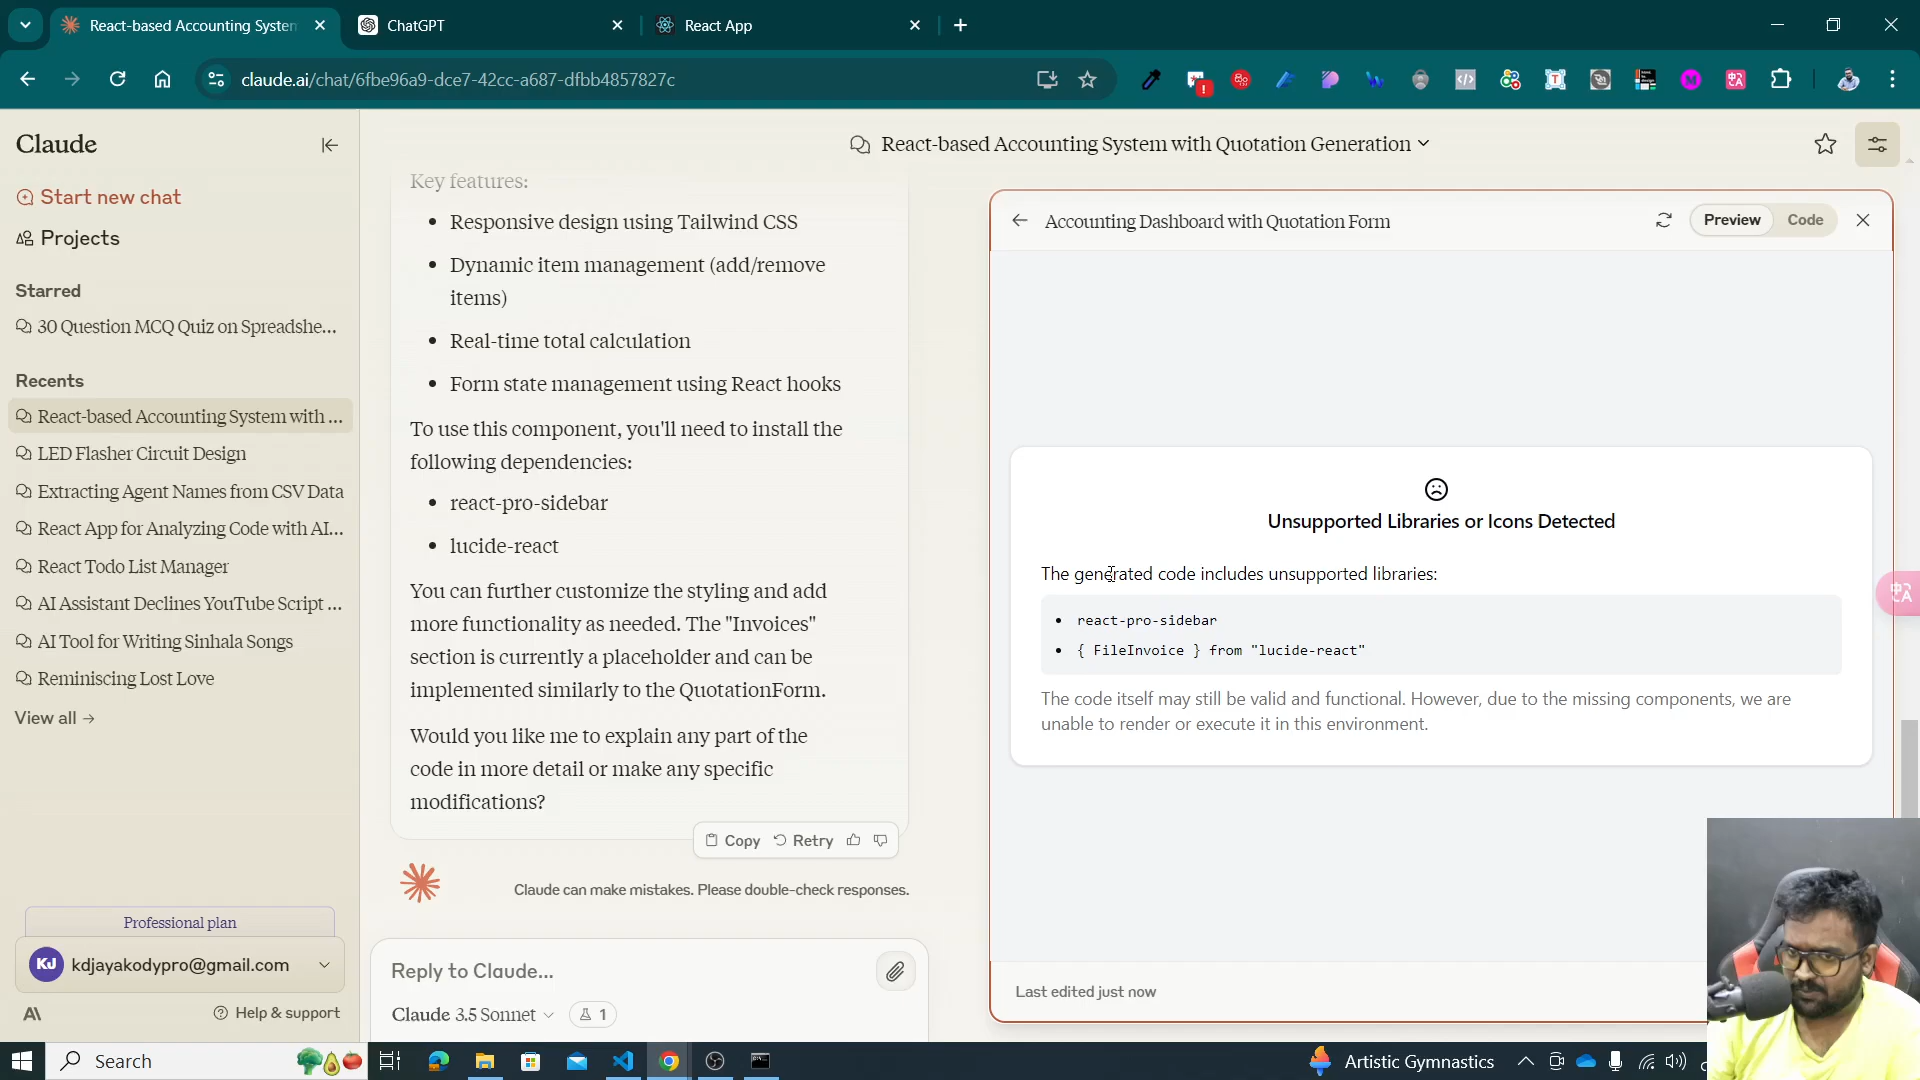 React-based Accounting System
ChatGPT
React App
claude.ai/chat/6fbe96a9-dce7-42cc-a687-dfbb4857827c
Claude
Start new chat
Projects
Starred
30 Question MCQ Quiz on Spreadshe...
Recents
React-based Accounting System with ...
LED Flasher Circuit Design
Extracting Agent Names from CSV Data
React App for Analyzing Code with AI...
React Todo List Manager
AI Assistant Declines YouTube Script ...
AI Tool for Writing Sinhala Songs
Reminiscing Lost Love
View all →
Professional plan
KJ kdjayakodypro@gmail.com
Help & support
React-based Accounting System with Quotation Generation
Key features:
• Responsive design using Tailwind CSS
• Dynamic item management (add/remove
items)
• Real-time total calculation
• Form state management using React hooks
To use this component, you'll need to install the
following dependencies:
• react-pro-sidebar
• lucide-react
You can further customize the styling and add
more functionality as needed. The "Invoices"
section is currently a placeholder and can be
implemented similarly to the QuotationForm.
Would you like me to explain any part of the
code in more detail or make any specific
modifications?
Copy Retry
Claude can make mistakes. Please double-check responses.
Reply to Claude...
Claude 3.5 Sonnet 1
Accounting Dashboard with Quotation Form
Preview Code
Unsupported Libraries or Icons Detected
The generated code includes unsupported libraries:
• react-pro-sidebar
• { FileInvoice } from "lucide-react"
The code itself may still be valid and functional. However, due to the missing components, we are
unable to render or execute it in this environment.
Last edited just now
Search
Artistic Gymnastics